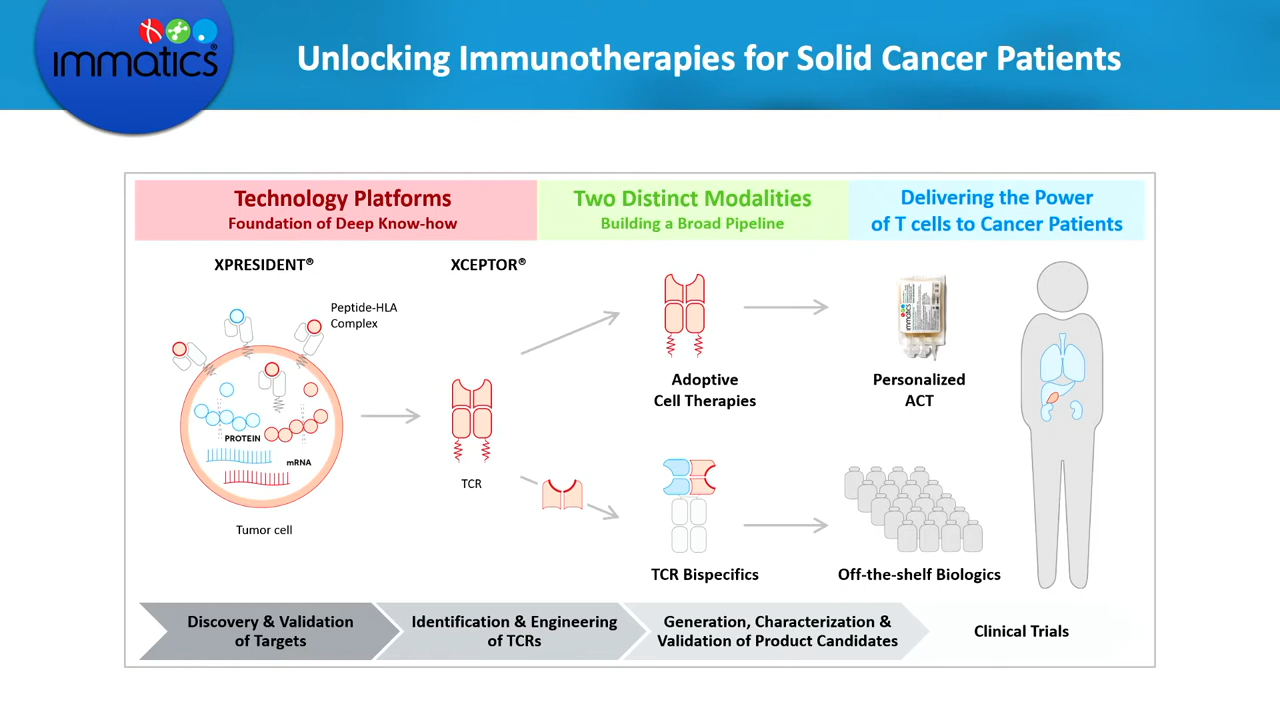 immatics®
Unlocking Immunotherapies for Solid Cancer Patients
Technology Platforms
Foundation of Deep Know-how
Two Distinct Modalities
Building a Broad Pipeline
Delivering the Power
of T cells to Cancer Patients
XPRESIDENT®
XCEPTOR®
Peptide-HLA
Complex
PROTEIN
mRNA
Tumor cell
TCR
Adoptive
Cell Therapies
immatics
Personalized
ACT
TCR Bispecifics
Off-the-shelf Biologics
Discovery & Validation
of Targets
Identification & Engineering
of TCRs
Generation, Characterization &
Validation of Product Candidates
Clinical Trials